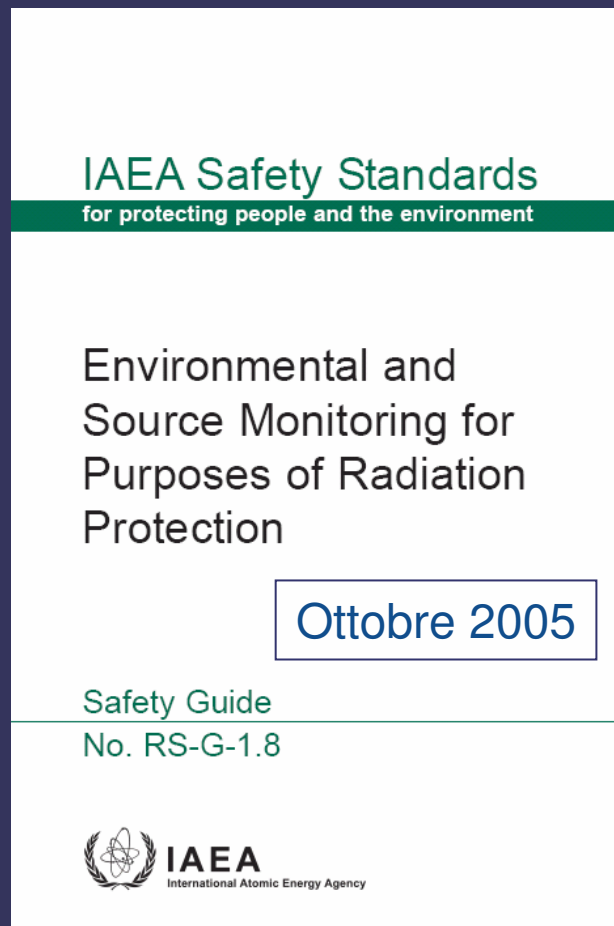 IAEA Safety Standards
for protecting people and the environment
Environmental and
Source Monitoring for
Purposes of Radiation
Protection
Ottobre 2005
Safety Guide
No. RS-G-1.8
IAEA
International Atomic Energy Agency